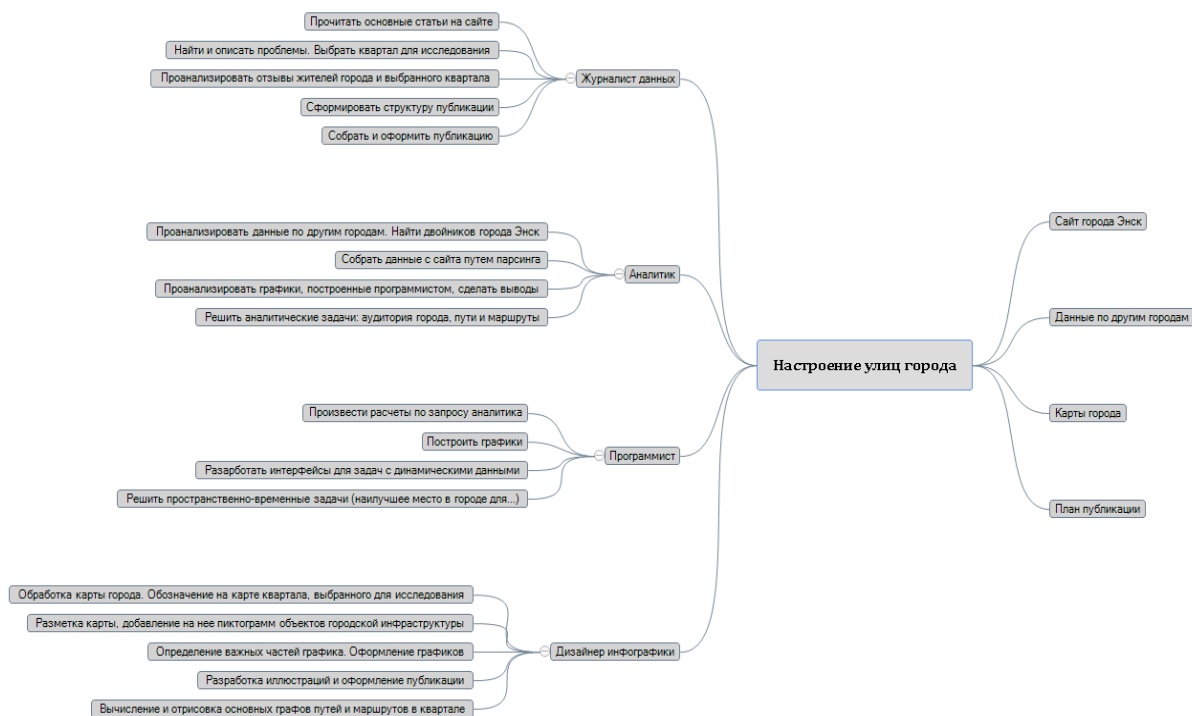 Прочитать основные статьи на сайте
Найти и описать проблемы. Выбрать квартал для исследования
Проанализировать отзывы жителей города и выбранного квартала
Сформировать структуру публикации
Собрать и оформить публикацию
Журналист данных
Проанализировать данные по другим городам. Найти двойников города Энск
Собрать данные с сайта путем парсинга
Проанализировать графики, построенные программистом, сделать выводы
Решить аналитические задачи: аудитория города, пути и маршруты
Аналитик
Произвести расчеты по запросу аналитика
Построить графики
Разарботать интерфейсы для задач с динамическими данными
Решить пространственно-временные задачи (наилучшее место в городе для...)
Программист
Обработка карты города. Обозначение на карте квартала, выбранного для исследования
Разметка карты, добавление на нее пиктограмм объектов городской инфраструктуры
Определение важных частей графика. Оформление графиков
Разработка иллюстраций и оформление публикации
Вычисление и отрисовка основных графов путей и маршрутов в квартале
Дизайнер инфографики
Настроение улиц города
Сайт города Энск
Данные по другим городам
Карты города
План публикации